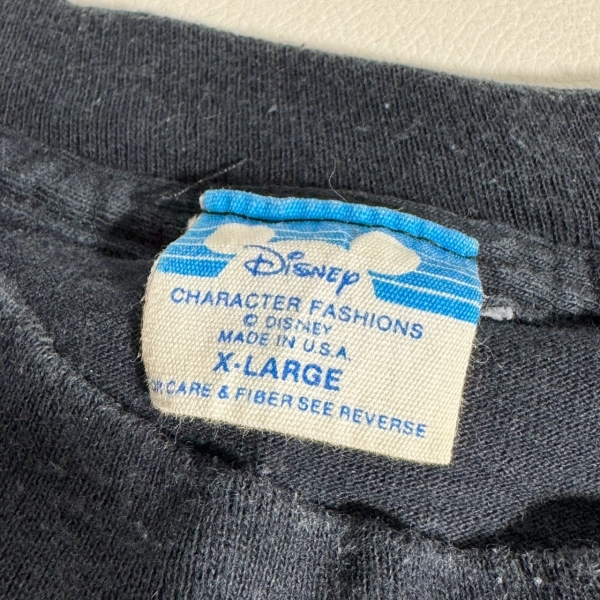 Disney
CHARACTER FASHIONS
© DISNEY
MADE IN U.S.A.
X-LARGE
CARE & FIBER SEE REVERSE